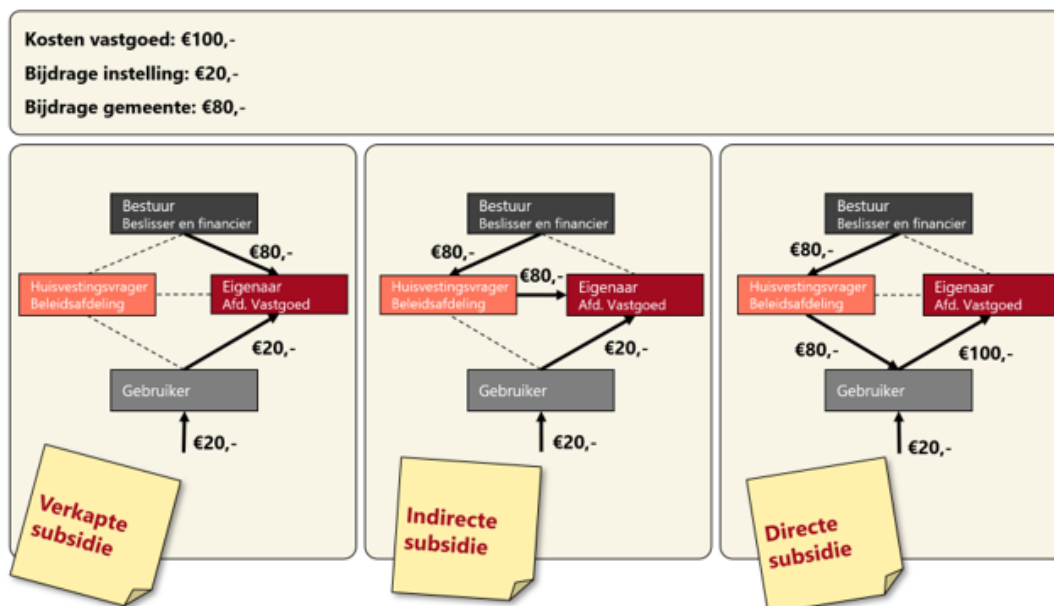 Kosten vastgoed: €100,-
Bijdrage instelling: €20,-
Bijdrage gemeente: €80,-
Bestuur
Beslisser en financier
€80,-
Huisvestingsvrager
Beleidsafdeling
Eigenaar
Afd. Vastgoed
€20,-
Gebruiker
€20,-
Verkapte
subsidie
Bestuur
Beslisser en financier
€80,-
Huisvestingsvrager
Beleidsafdeling
€80,-
Eigenaar
Afd. Vastgoed
€20,-
Gebruiker
€20,-
Indirecte
subsidie
Bestuur
Beslisser en financier
€80,-
Huisvestingsvrager
Beleidsafdeling
Eigenaar
Afd. Vastgoed
€80,-
€100,-
Gebruiker
€20,-
Directe
subsidie